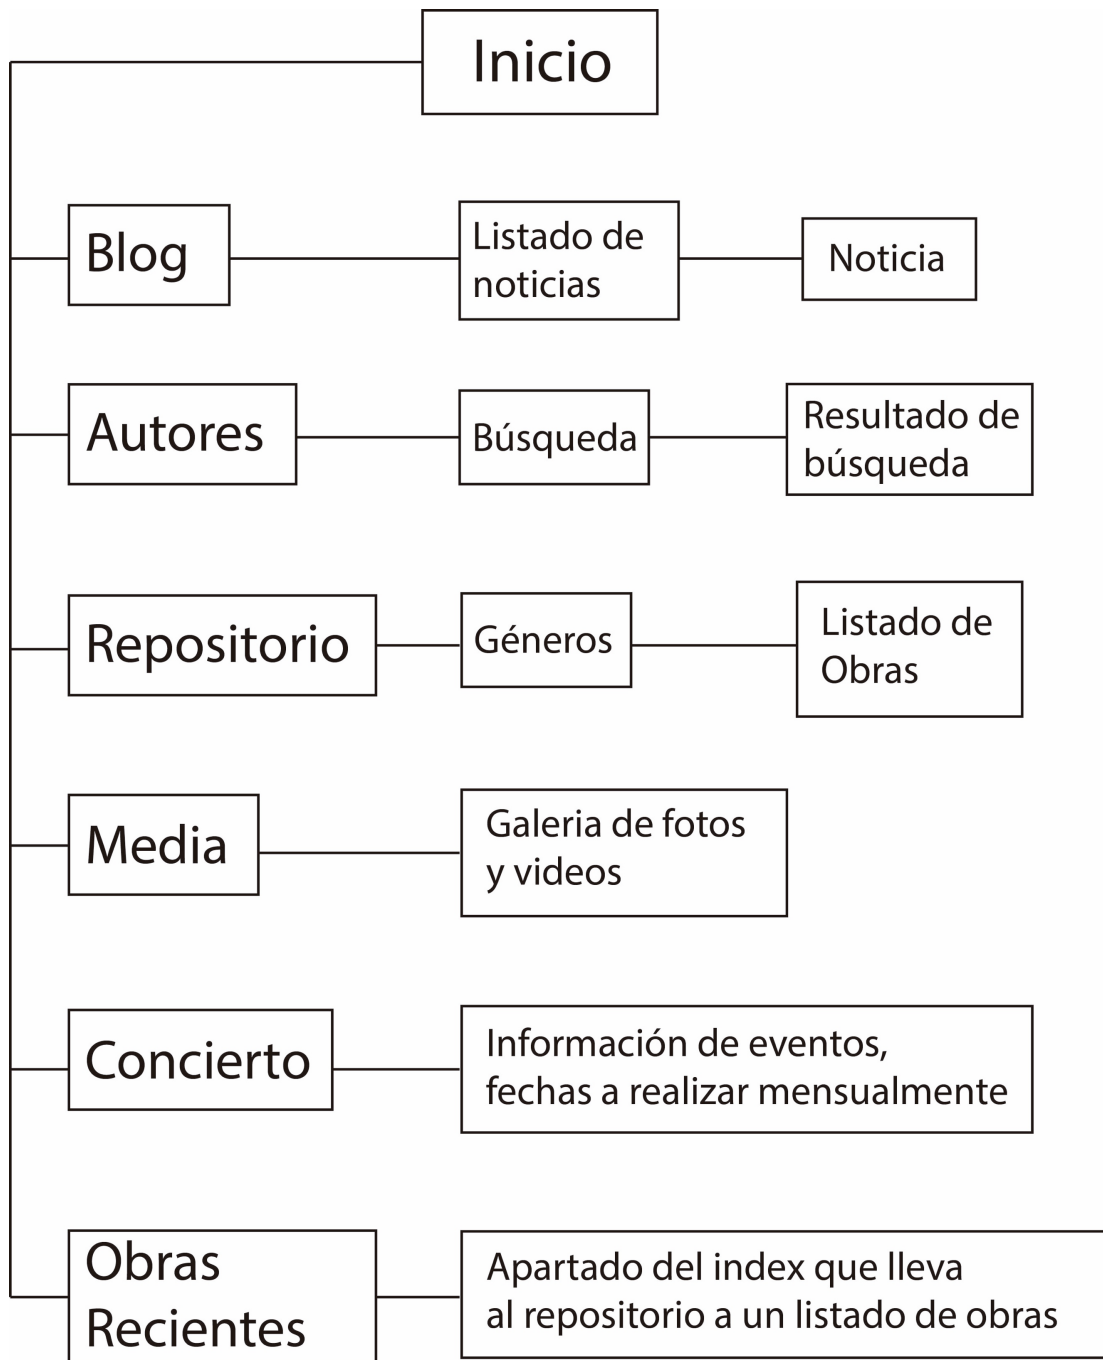 Inicio
Blog
Listado de
noticias
Noticia
Autores
Búsqueda
Resultado de
búsqueda
Repositorio
Géneros
Listado de
Obras
Media
Galeria de fotos
y videos
Concierto
Información de eventos,
fechas a realizar mensualmente
Obras
Recientes
Apartado del index que lleva
al repositorio a un listado de obras